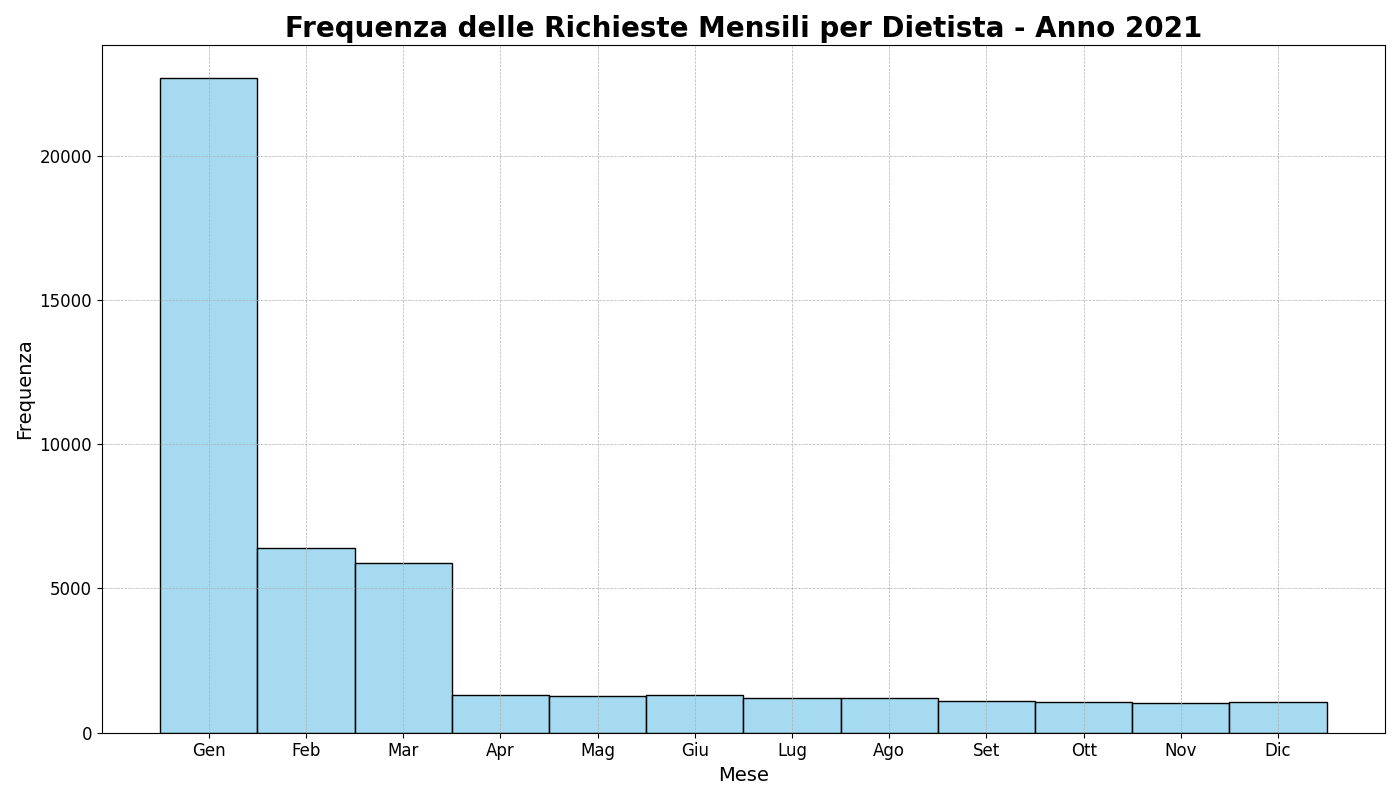 Frequenza delle Richieste Mensili per Dietista - Anno 2021
Frequenza
20000
15000
10000
5000
0
Gen Feb Mar Apr Mag Giu Lug Ago Set Ott Nov Dic
Mese